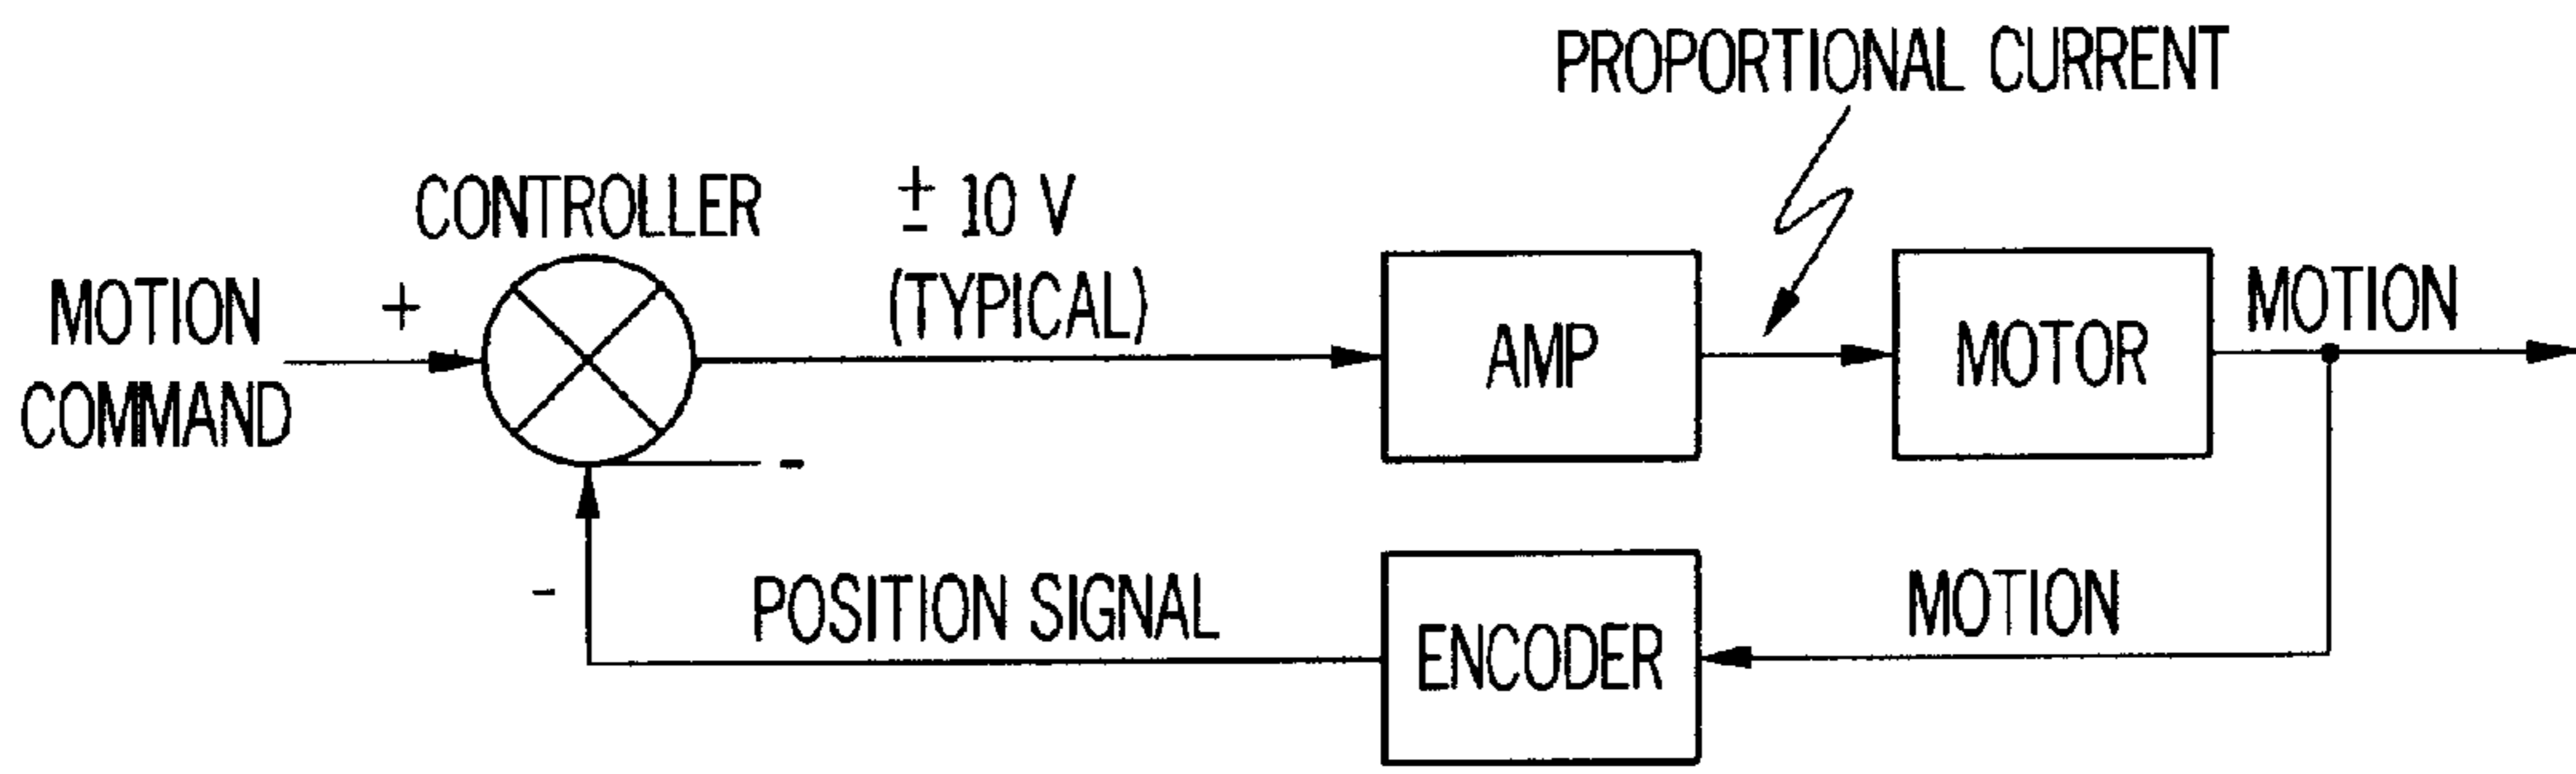 PROPORTIONAL CURRENT
CONTROLLER
± 10 V
(TYPICAL)
MOTION
COMMAND
+
AMP
MOTOR
MOTION
-
-
POSITION SIGNAL
ENCODER
MOTION